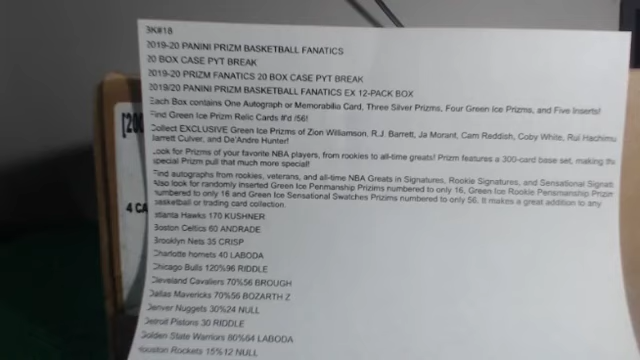 3K#18
2019-20 PANINI PRIZM BASKETBALL FANATICS
20 BOX CASE PYT BREAK
2019-20 PRIZM FANATICS 20 BOX CASE PYT BREAK
2019/20 PANINI PRIZM BASKETBALL FANATICS EX 12-PACK BOX
Each Box contains One Autograph or Memorabilia Card, Three Silver Prizms, Four Green Ice Prizms, and Five Inserts!
Find Green Ice Prizm Relic Cards #'d /56!
Collect EXCLUSIVE Green Ice Prizms of Zion Williamson, R.J. Barrett, Ja Morant, Cam Reddish, Coby White, Rui Hachimu
Jarrett Culver, and De'Andre Hunter!
Look for Prizms of your favorite NBA players, from rookies to all-time greats! Prizm features a 300-card base set, making this
special Prizm pull that much more special!
Find autographs from rookies, veterans, and all-time NBA Greats in Signatures, Rookie Signatures, and Sensational Signat
Also look for randomly inserted Green Ice Penmanship Prizms numbered to only 16, Green Ice Rookie Penmanship Prizm
numbered to only 16 and Green Ice Sensational Swatches Prizms numbered to only 56. It makes a great addition to any
basketball or trading card collection.
Atlanta Hawks 170 KUSHNER
Boston Celtics 60 ANDRADE
Brooklyn Nets 35 CRISP
Charlotte hornets 40 LABODA
Chicago Bulls 120%96 RIDDLE
Cleveland Cavaliers 70%56 BROUGH
Dallas Mavericks 70%56 BOZARTH Z
Denver Nuggets 30%24 NULL
Detroit Pistons 30 RIDDLE
Golden State Warriors 80%64 LABODA
Houston Rockets 15%12 NULL
[200
4 CA